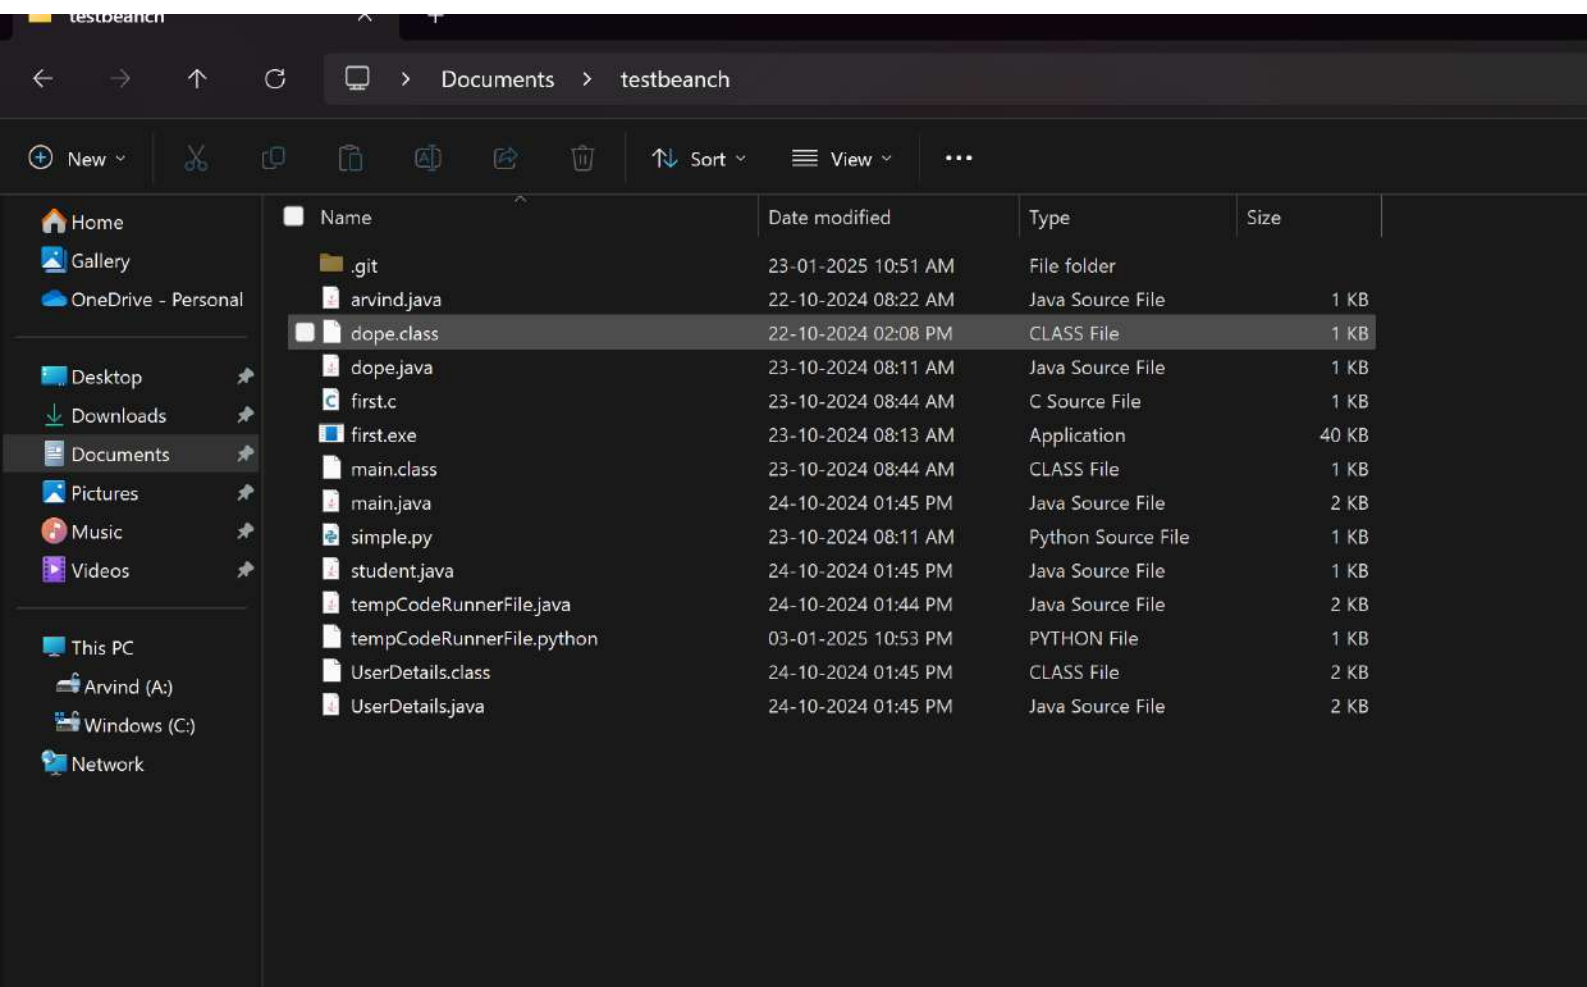 testbeanch
Documents > testbeanch
New Sort View
Name Date modified Type Size
Home
Gallery
OneDrive - Personal
Desktop
Downloads
Documents
Pictures
Music
Videos
This PC
Arvind (A:)
Windows (C:)
Network
.git 23-01-2025 10:51 AM File folder
arvind.java 22-10-2024 08:22 AM Java Source File 1 KB
dope.class 22-10-2024 02:08 PM CLASS File 1 KB
dope.java 23-10-2024 08:11 AM Java Source File 1 KB
first.c 23-10-2024 08:44 AM C Source File 1 KB
first.exe 23-10-2024 08:13 AM Application 40 KB
main.class 23-10-2024 08:44 AM CLASS File 1 KB
main.java 24-10-2024 01:45 PM Java Source File 2 KB
simple.py 23-10-2024 08:11 AM Python Source File 1 KB
student.java 24-10-2024 01:45 PM Java Source File 1 KB
tempCodeRunnerFile.java 24-10-2024 01:44 PM Java Source File 2 KB
tempCodeRunnerFile.python 03-01-2025 10:53 PM PYTHON File 1 KB
UserDetails.class 24-10-2024 01:45 PM CLASS File 2 KB
UserDetails.java 24-10-2024 01:45 PM Java Source File 2 KB